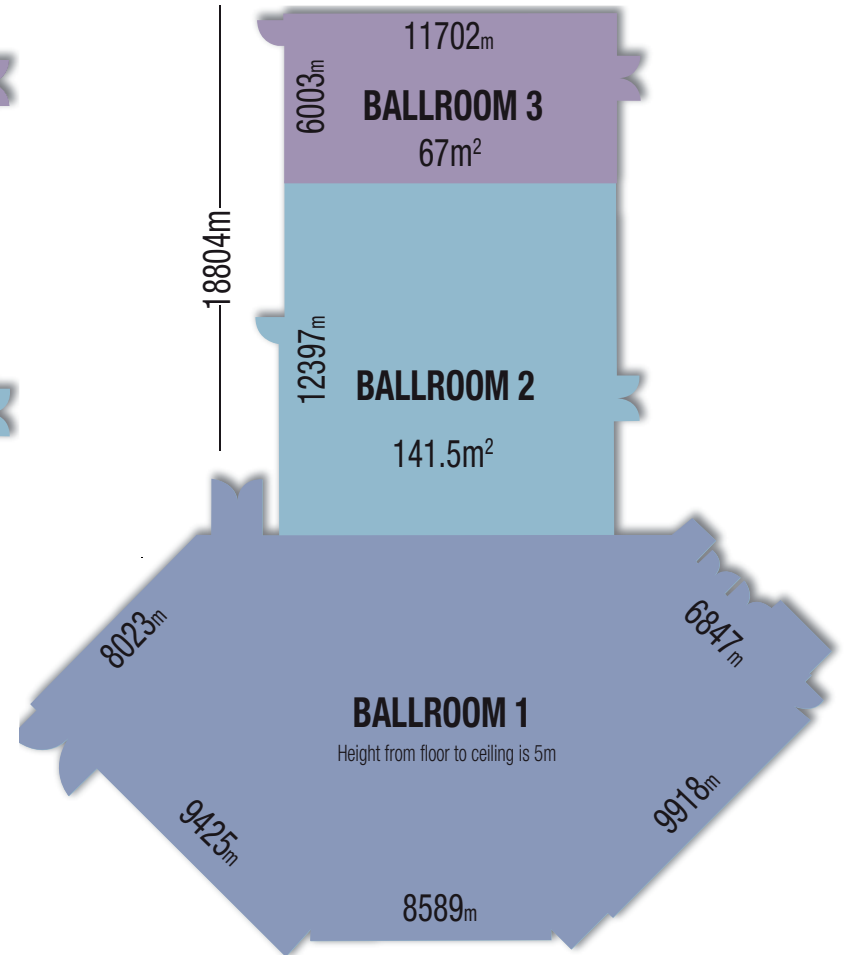 11702m
6003m
BALLROOM 3
67m²
18804m
12397m
BALLROOM 2
141.5m²
8023m
6847m
BALLROOM 1
Height from floor to ceiling is 5m
9425m
9918m
8589m